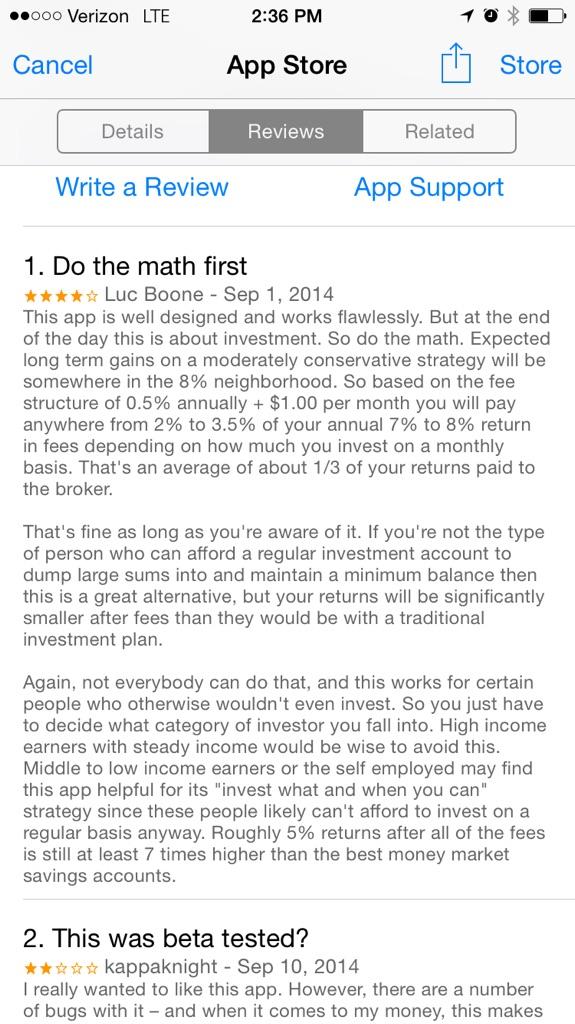 Verizon LTE 2:36 PM
Cancel App Store Store
Details Reviews Related
Write a Review App Support
1. Do the math first
Luc Boone - Sep 1, 2014
This app is well designed and works flawlessly. But at the end
of the day this is about investment. So do the math. Expected
long term gains on a moderately conservative strategy will be
somewhere in the 8% neighborhood. So based on the fee
structure of 0.5% annually + $1.00 per month you will pay
anywhere from 2% to 3.5% of your annual 7% to 8% return
in fees depending on how much you invest on a monthly
basis. That's an average of about 1/3 of your returns paid to
the broker.
That's fine as long as you're aware of it. If you're not the type
of person who can afford a regular investment account to
dump large sums into and maintain a minimum balance then
this is a great alternative, but your returns will be significantly
smaller after fees than they would be with a traditional
investment plan.
Again, not everybody can do that, and this works for certain
people who otherwise wouldn't even invest. So you just have
to decide what category of investor you fall into. High income
earners with steady income would be wise to avoid this.
Middle to low income earners or the self employed may find
this app helpful for its "invest what and when you can"
strategy since these people likely can't afford to invest on a
regular basis anyway. Roughly 5% returns after all of the fees
is still at least 7 times higher than the best money market
savings accounts.
2. This was beta tested?
kappaknight - Sep 10, 2014
I really wanted to like this app. However, there are a number
of bugs with it – and when it comes to my money, this makes